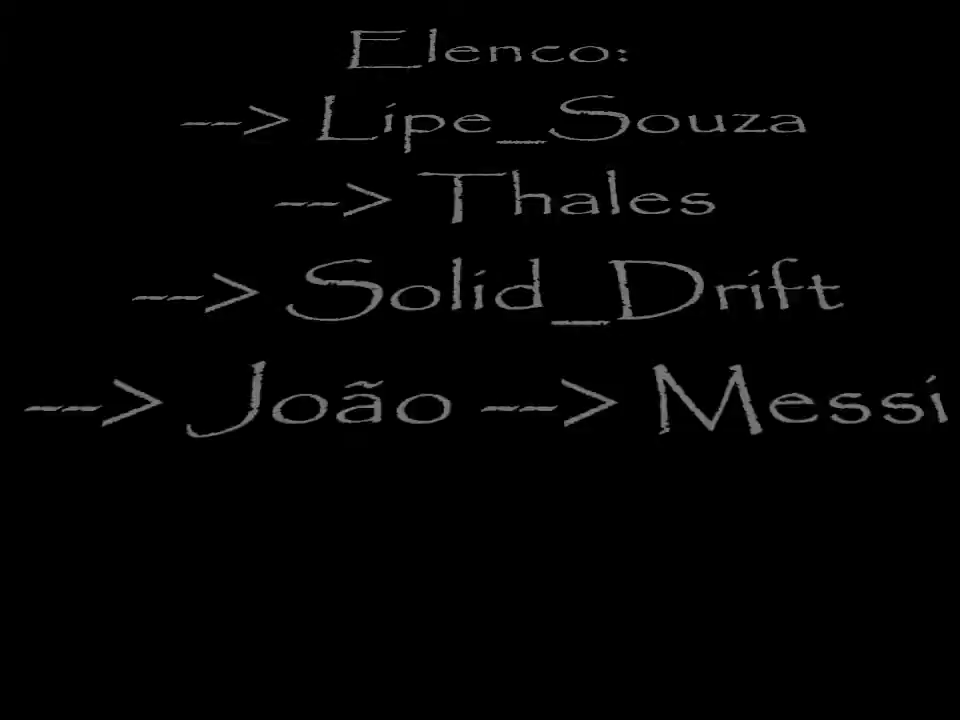 Elenco:
--> Lipe_Souza
--> Thales
--> Solid_Drift
--> João --> Messi